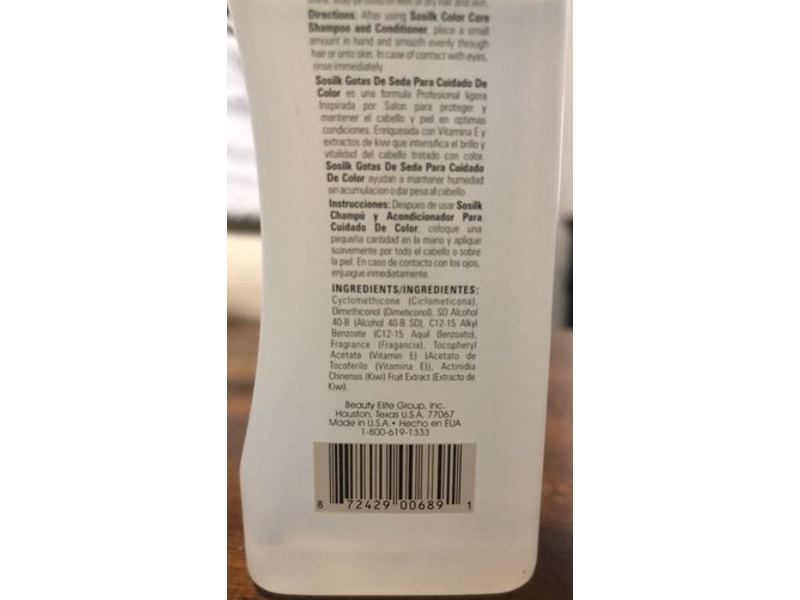 Directions: After using Sosilk Color Care
Shampoo and Conditioner, place a small
amount in hand and smooth evenly through
hair or onto skin. In case of contact with eyes,
rinse immediately.
Sosilk Gotas De Seda Para Cuidado De
Color es una formula Profesional ligera
Inspirada por Salon para proteger y
mantener el cabello y piel en optimas
condiciones. Enriquesida con Vitamina E y
extractos de kiwi que intensifica el brillo y
vitalidad del cabello tratado con color.
Sosilk Gotas De Seda Para Cuidado
De Color ayudan a mantener humedad
sin acumulacion o dar peso al cabello
Instrucciones: Despues de usar Sosilk
Champú y Acondicionador Para
Cuidado De Color, coloque una
pequeña cantidad en la mano y aplique
suavemente por todo el cabello o sobre
la piel. En caso de contacto con los ojos,
enjuague inmediatamente.
INGREDIENTS/INGREDIENTES:
Cyclomethicone (Ciclometicona),
Dimethiconol (Dimeticonol), SD Alcohol
40-B (Alcohol 40-B SD), C12-15 Alkyl
Benzoate (C12-15 Aquil Benzoato),
Fragrance (Fragancia), Tocopheryl
Acetate (Vitamin E) (Acetato de
Tocoferilo (Vitamina E)), Actinidia
Chinensis (Kiwi) Fruit Extract (Extracto de
Kiwi).
Beauty Elite Group, Inc.
Houston, Texas U.S.A. 77067
Made in U.S.A. • Hecho en EUA
1-800-619-1333
8 72429 00689 1